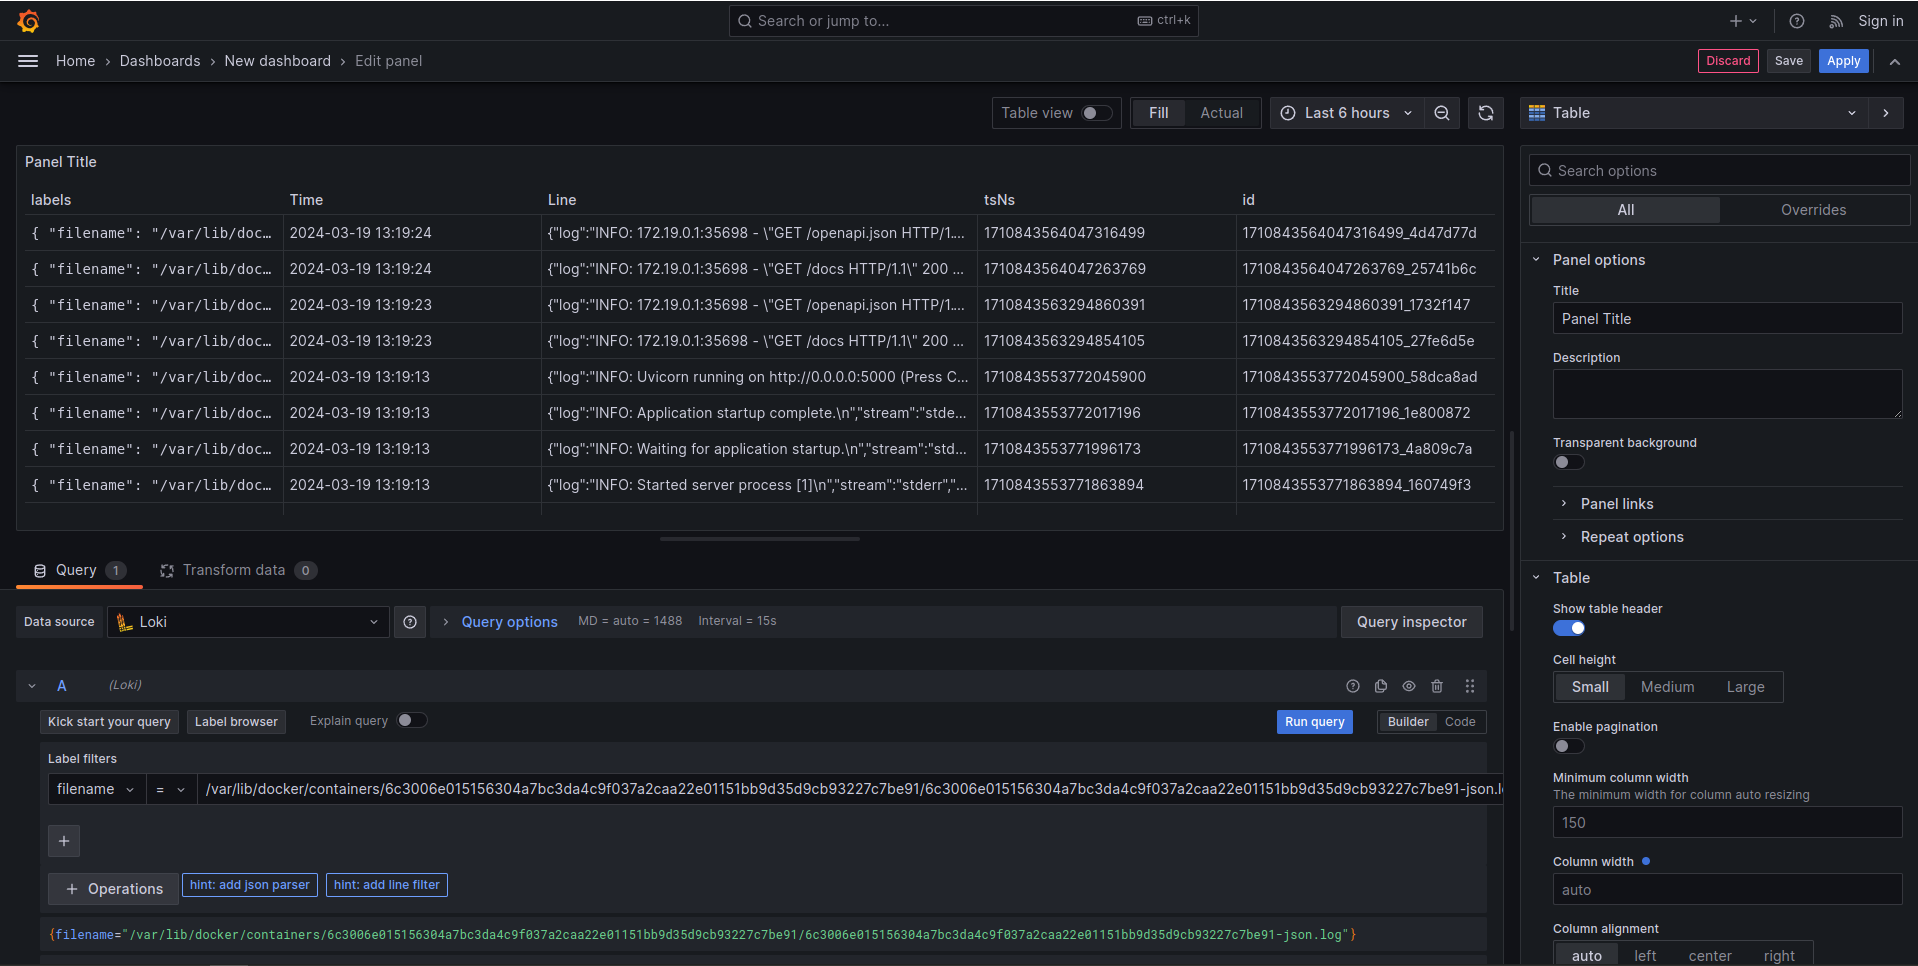 Search or jump to... ctrl+k Sign in
Home › Dashboards › New dashboard › Edit panel Discard Save Apply
Table view Fill Actual Last 6 hours Table
Panel Title
labels Time Line tsNs id
{ "filename": "/var/lib/doc… 2024-03-19 13:19:24 {"log":"INFO: 172.19.0.1:35698 - \"GET /openapi.json HTTP/1.… 1710843564047316499 1710843564047316499_4d47d77d
{ "filename": "/var/lib/doc… 2024-03-19 13:19:24 {"log":"INFO: 172.19.0.1:35698 - \"GET /docs HTTP/1.1\" 200 … 1710843564047263769 1710843564047263769_25741b6c
{ "filename": "/var/lib/doc… 2024-03-19 13:19:23 {"log":"INFO: 172.19.0.1:35698 - \"GET /openapi.json HTTP/1.… 1710843563294860391 1710843563294860391_1732f147
{ "filename": "/var/lib/doc… 2024-03-19 13:19:23 {"log":"INFO: 172.19.0.1:35698 - \"GET /docs HTTP/1.1\" 200 … 1710843563294854105 1710843563294854105_27fe6d5e
{ "filename": "/var/lib/doc… 2024-03-19 13:19:13 {"log":"INFO: Uvicorn running on http://0.0.0.0:5000 (Press C… 1710843553772045900 1710843553772045900_58dca8ad
{ "filename": "/var/lib/doc… 2024-03-19 13:19:13 {"log":"INFO: Application startup complete.\n","stream":"stde… 1710843553772017196 1710843553772017196_1e800872
{ "filename": "/var/lib/doc… 2024-03-19 13:19:13 {"log":"INFO: Waiting for application startup.\n","stream":"std… 1710843553771996173 1710843553771996173_4a809c7a
{ "filename": "/var/lib/doc… 2024-03-19 13:19:13 {"log":"INFO: Started server process [1]\n","stream":"stderr","… 1710843553771863894 1710843553771863894_160749f3
Query 1 Transform data 0
Data source Loki Query options MD = auto = 1488 Interval = 15s Query inspector
A (Loki)
Kick start your query Label browser Explain query Run query Builder Code
Label filters
filename = /var/lib/docker/containers/6c3006e015156304a7bc3da4c9f037a2caa22e01151bb9d35d9cb93227c7be91/6c3006e015156304a7bc3da4c9f037a2caa22e01151bb9d35d9cb93227c7be91-json.l
+
+ Operations hint: add json parser hint: add line filter
{filename="/var/lib/docker/containers/6c3006e015156304a7bc3da4c9f037a2caa22e01151bb9d35d9cb93227c7be91/6c3006e015156304a7bc3da4c9f037a2caa22e01151bb9d35d9cb93227c7be91-json.log"}
Search options
All Overrides
Panel options
Title
Panel Title
Description
Transparent background
Panel links
Repeat options
Table
Show table header
Cell height
Small Medium Large
Enable pagination
Minimum column width
The minimum width for column auto resizing
150
Column width
auto
Column alignment
auto left center right